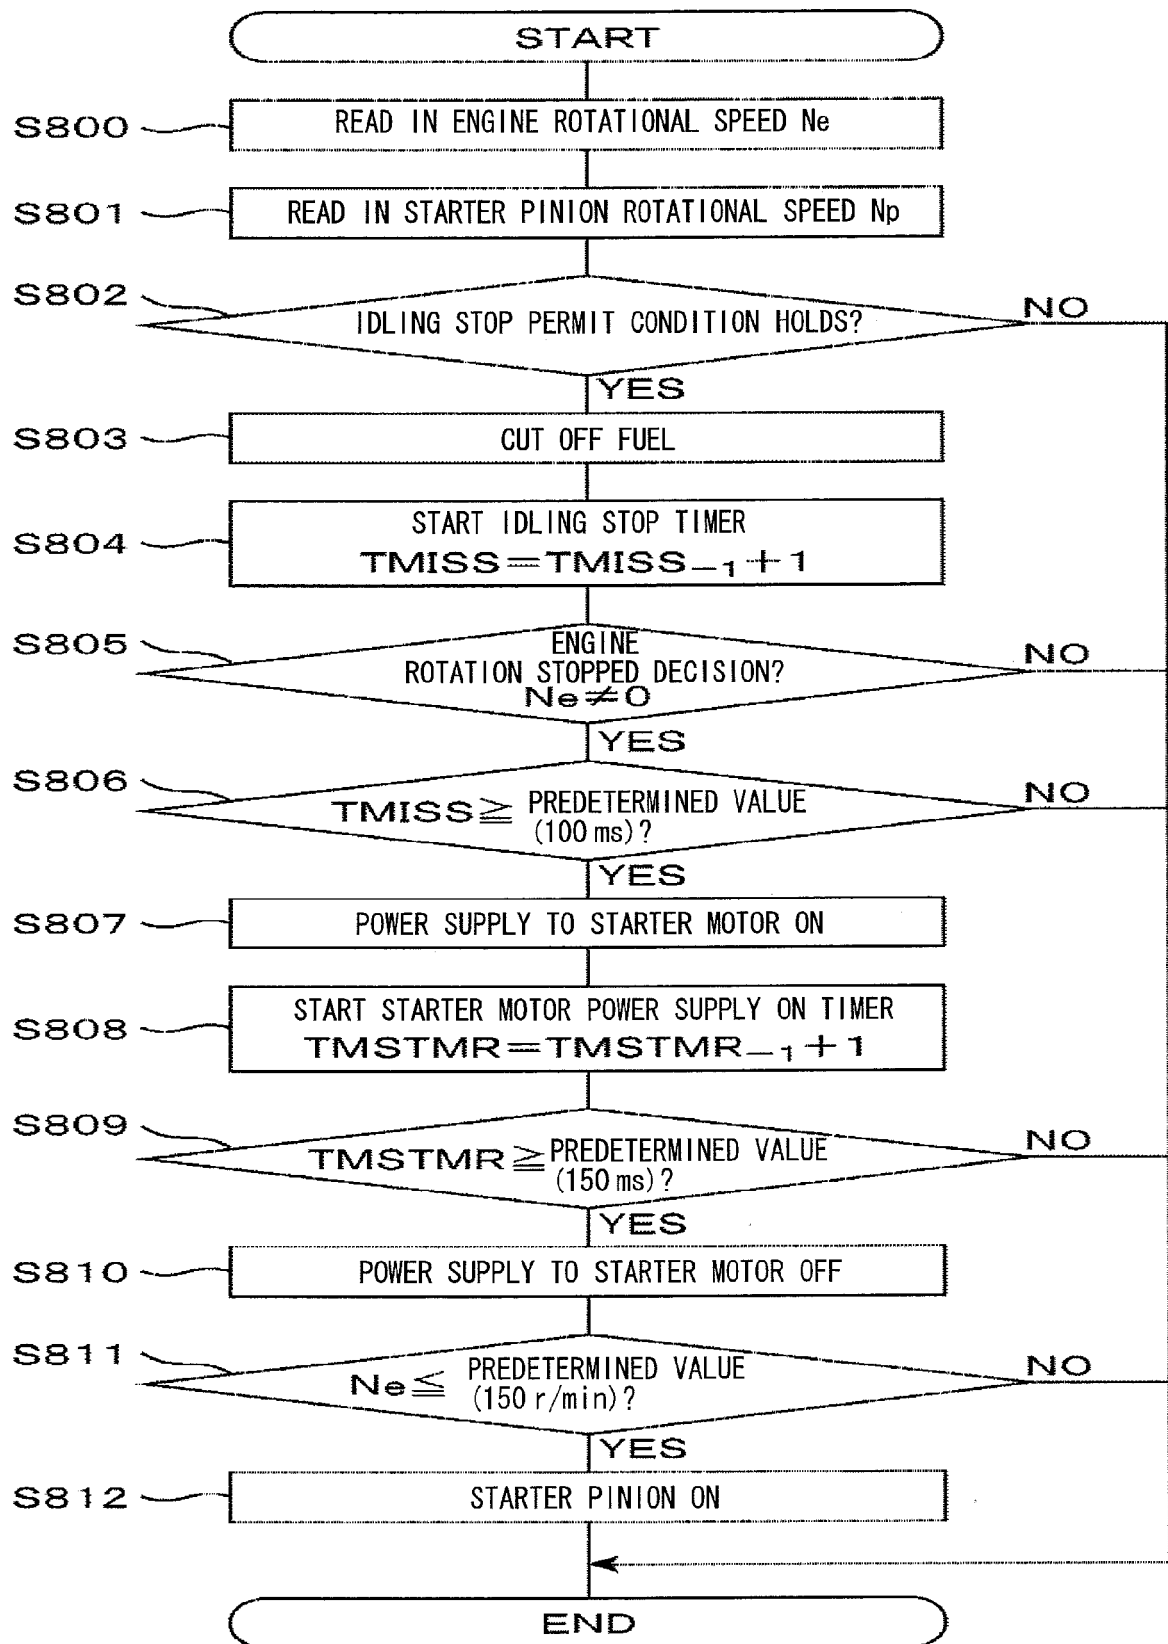 START
S800
READ IN ENGINE ROTATIONAL SPEED Ne
S801
READ IN STARTER PINION ROTATIONAL SPEED Np
S802
IDLING STOP PERMIT CONDITION HOLDS?
NO
YES
S803
CUT OFF FUEL
S804
START IDLING STOP TIMER
TMISS=TMISS−1+1
S805
ENGINE
ROTATION STOPPED DECISION?
Ne≠0
NO
YES
S806
TMISS≧ PREDETERMINED VALUE
(100 ms)?
NO
YES
S807
POWER SUPPLY TO STARTER MOTOR ON
S808
START STARTER MOTOR POWER SUPPLY ON TIMER
TMSTMR=TMSTMR−1+1
S809
TMSTMR≧PREDETERMINED VALUE
(150 ms)?
NO
YES
S810
POWER SUPPLY TO STARTER MOTOR OFF
S811
Ne≦ PREDETERMINED VALUE
(150 r/min)?
NO
YES
S812
STARTER PINION ON
END